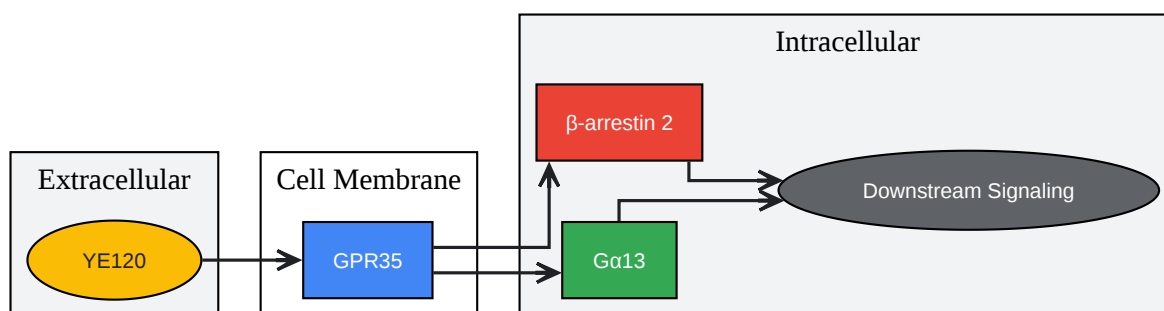 Extracellular
YE120
Cell Membrane
GPR35
Intracellular
β-arrestin 2
Gα13
Downstream Signaling